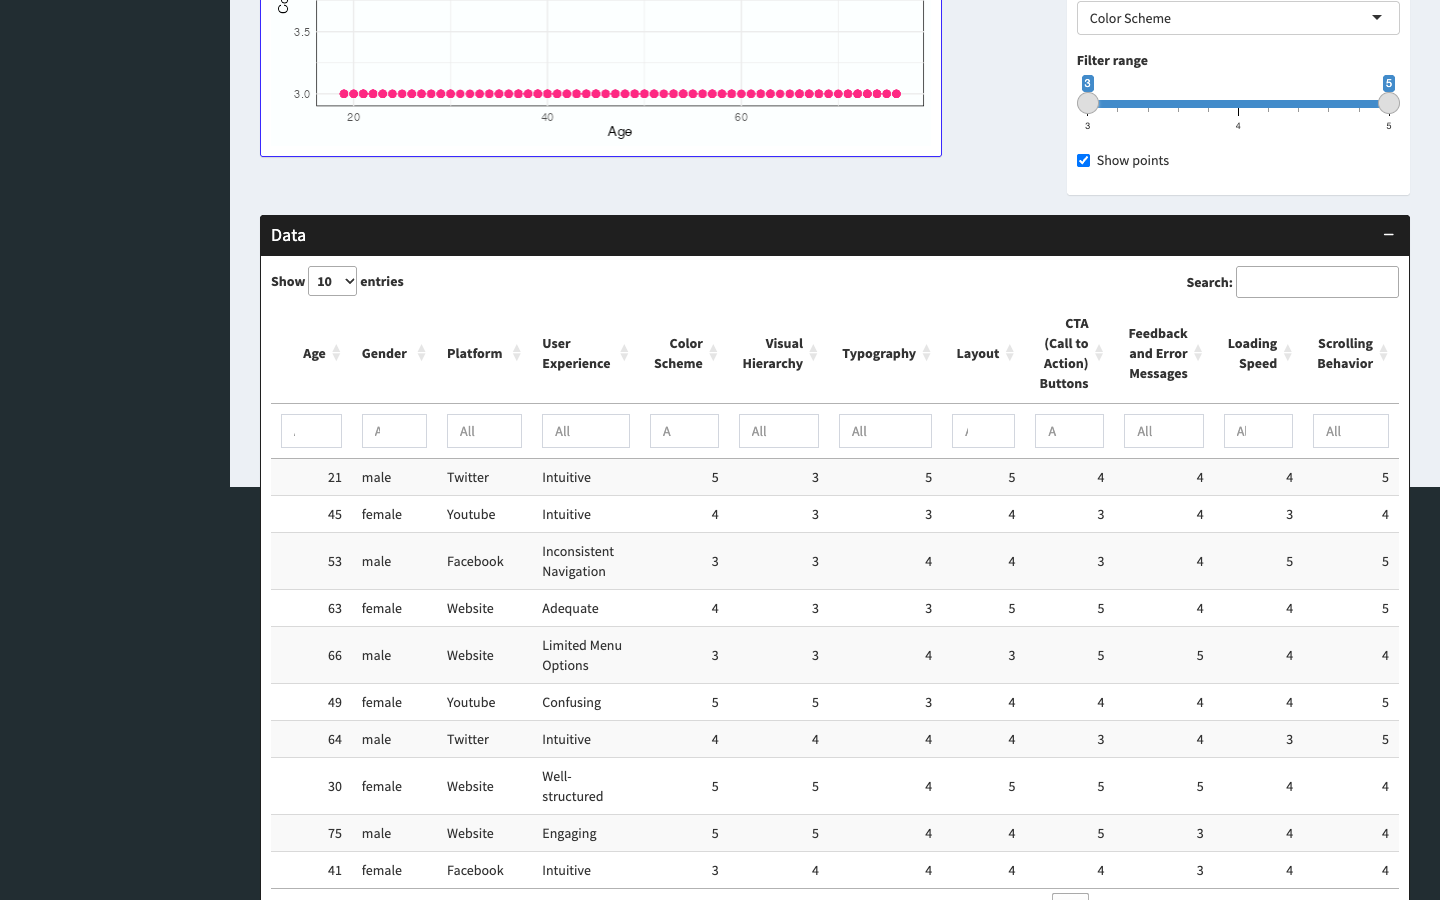 Co
3.5
3.0
20 40 60
Age
Color Scheme
Filter range
3 5
3 4 5
Show points
Data
Show 10 entries Search:
Age Gender Platform User Experience Color Scheme Visual Hierarchy Typography Layout CTA (Call to Action) Buttons Feedback and Error Messages Loading Speed Scrolling Behavior
All All All All All
21 male Twitter Intuitive 5 3 5 5 4 4 4 5
45 female Youtube Intuitive 4 3 3 4 3 4 3 4
53 male Facebook Inconsistent Navigation 3 3 4 4 3 4 5 5
63 female Website Adequate 4 3 3 5 5 4 4 5
66 male Website Limited Menu Options 3 3 4 3 5 5 4 4
49 female Youtube Confusing 5 5 3 4 4 4 4 5
64 male Twitter Intuitive 4 4 4 4 3 4 3 5
30 female Website Well-structured 5 5 4 5 5 5 4 4
75 male Website Engaging 5 5 4 4 5 3 4 4
41 female Facebook Intuitive 3 4 4 4 4 3 4 4